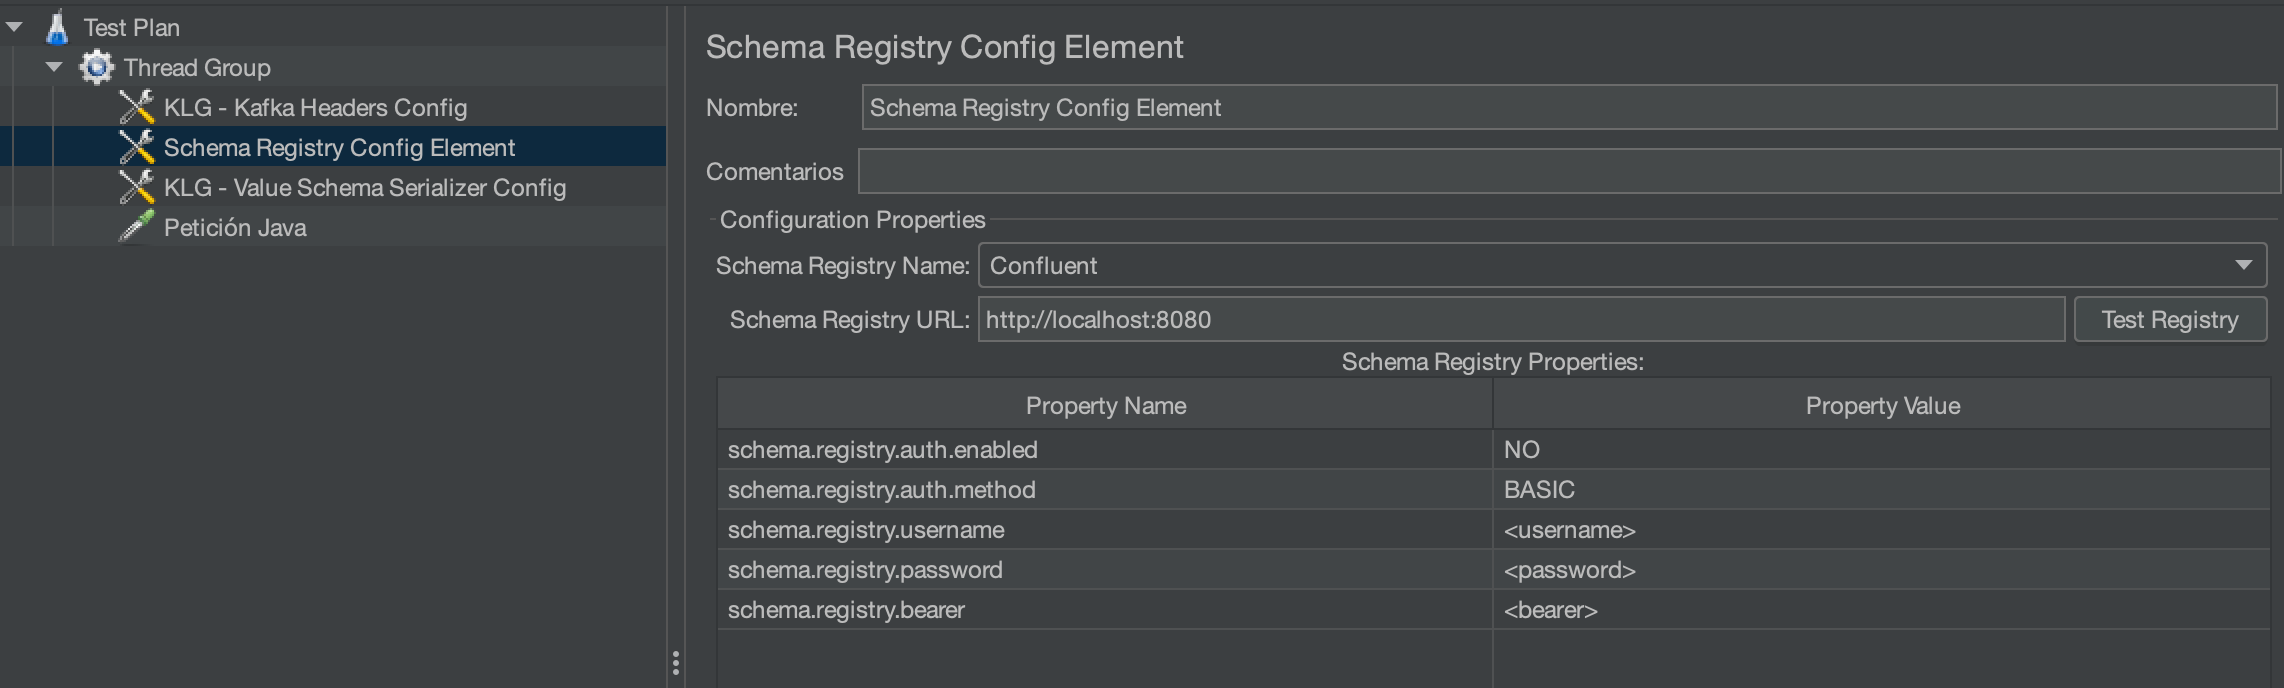 Test Plan
Thread Group
KLG - Kafka Headers Config
Schema Registry Config Element
KLG - Value Schema Serializer Config
Petición Java
Schema Registry Config Element
Nombre: Schema Registry Config Element
Comentarios
Configuration Properties
Schema Registry Name: Confluent
Schema Registry URL: http://localhost:8080 Test Registry
Schema Registry Properties:
Property Name Property Value
schema.registry.auth.enabled NO
schema.registry.auth.method BASIC
schema.registry.username <username>
schema.registry.password <password>
schema.registry.bearer <bearer>